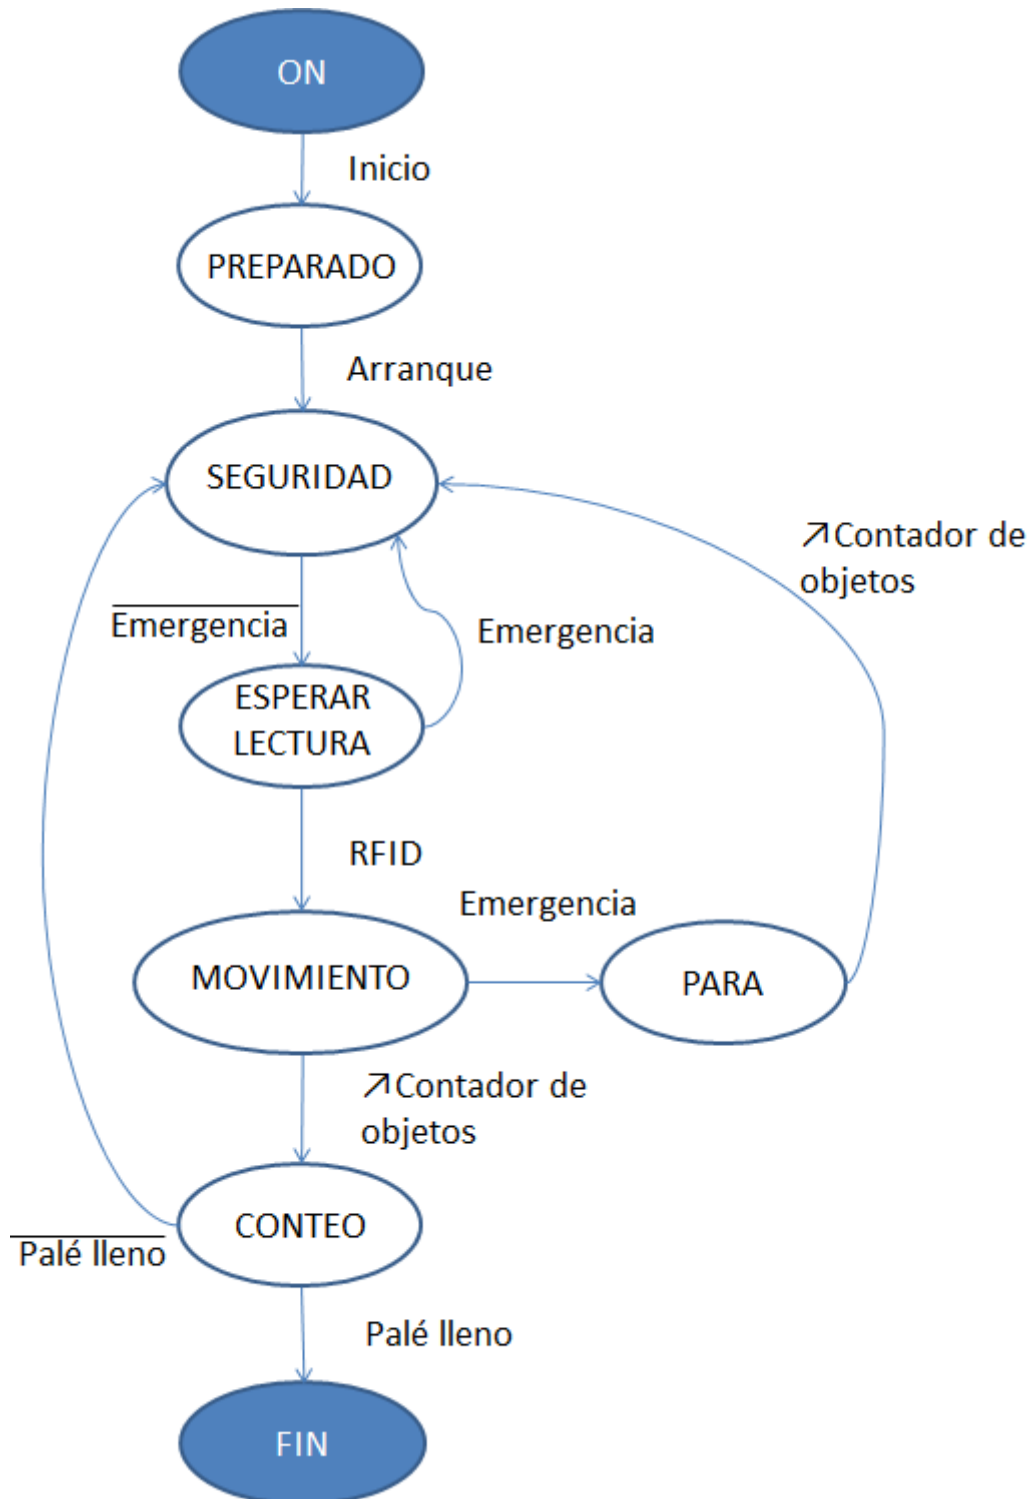 ON
Inicio
PREPARADO
Arranque
SEGURIDAD
↗Contador de
objetos
Emergencia
Emergencia
ESPERAR
LECTURA
RFID
Emergencia
MOVIMIENTO
PARA
↗Contador de
objetos
CONTEO
Palé lleno
Palé lleno
FIN